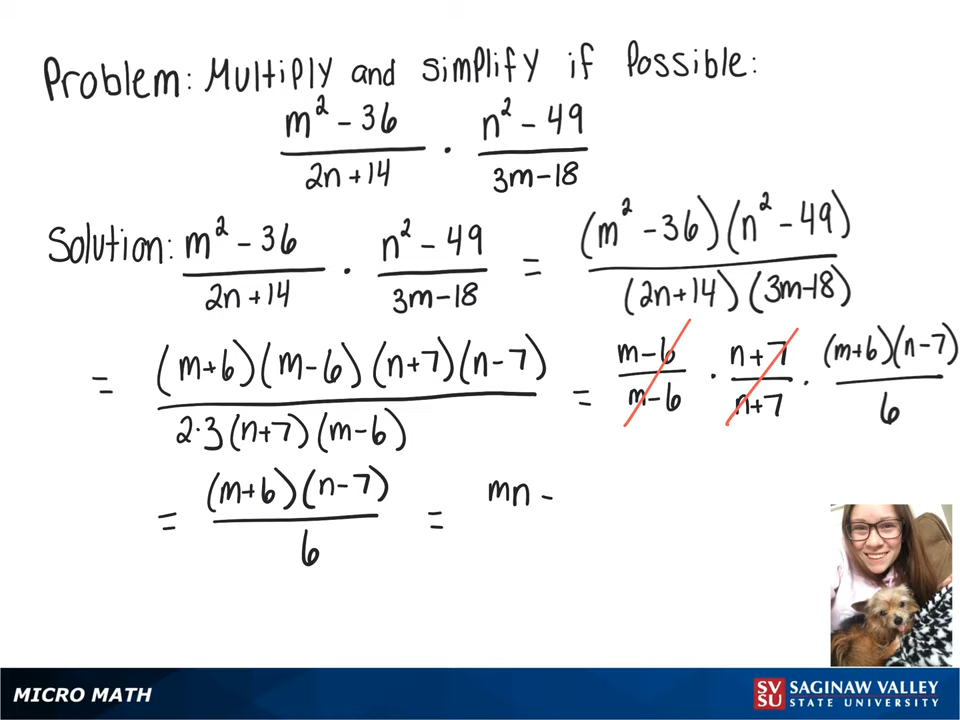 Problem: Multiply and simplify if Possible:
m² - 36 / 2n+14 · n² - 49 / 3m-18
Solution: m² - 36 / 2n+14 · n² - 49 / 3m-18 = (m² - 36)(n² - 49) / (2n+14)(3m-18)
= (m+6)(m-6)(n+7)(n-7) / 2·3(n+7)(m-6) = m-6 / m-6 · n+7 / n+7 · (m+6)(n-7) / 6
= (m+6)(n-7) / 6 = mn -
MICRO MATH
SVSU SAGINAW VALLEY
STATE UNIVERSITY